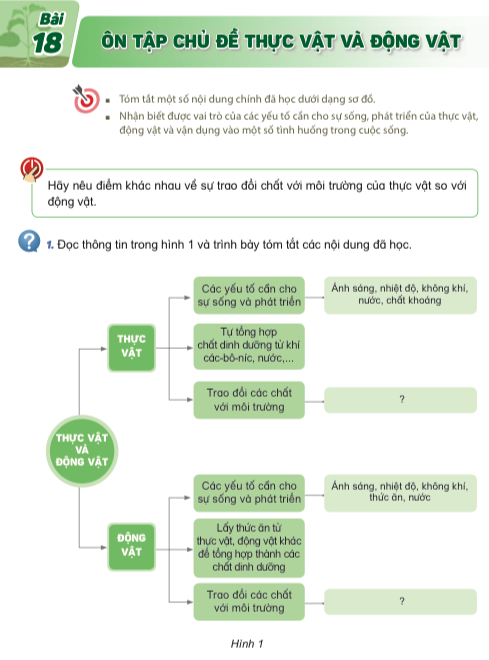 Bài
18
ÔN TẬP CHỦ ĐỀ THỰC VẬT VÀ ĐỘNG VẬT
Tóm tắt một số nội dung chính đã học dưới dạng sơ đồ.
Nhận biết được vai trò của các yếu tố cần cho sự sống, phát triển của thực vật,
động vật và vận dụng vào một số tình huống trong cuộc sống.
Hãy nêu điểm khác nhau về sự trao đổi chất với môi trường của thực vật so với
động vật.
1. Đọc thông tin trong hình 1 và trình bày tóm tắt các nội dung đã học.
THỰC VẬT
VÀ
ĐỘNG VẬT
THỰC
VẬT
Các yếu tố cần cho
sự sống và phát triển
Ánh sáng, nhiệt độ, không khí,
nước, chất khoáng
Tự tổng hợp
chất dinh dưỡng từ khí
các-bô-níc, nước,...
Trao đổi các chất
với môi trường
?
ĐỘNG
VẬT
Các yếu tố cần cho
sự sống và phát triển
Ánh sáng, nhiệt độ, không khí,
thức ăn, nước
Lấy thức ăn từ
thực vật, động vật khác
để tổng hợp thành các
chất dinh dưỡng
Trao đổi các chất
với môi trường
?
Hình 1